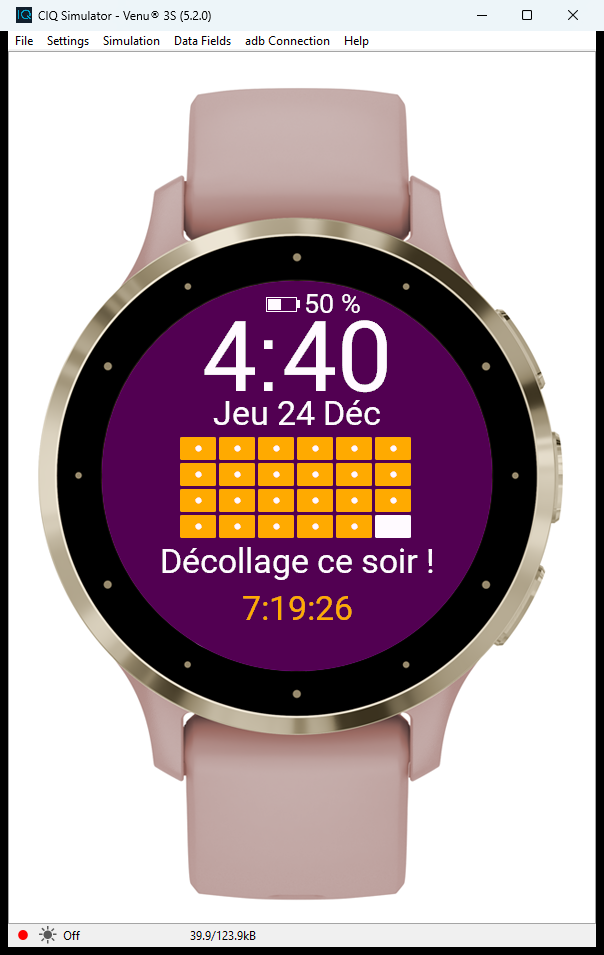 CIQ Simulator - Venu® 3S (5.2.0)
File Settings Simulation Data Fields adb Connection Help
50 %
4:40
Jeu 24 Déc
Décollage ce soir !
7:19:26
Off 39.9/123.9kB